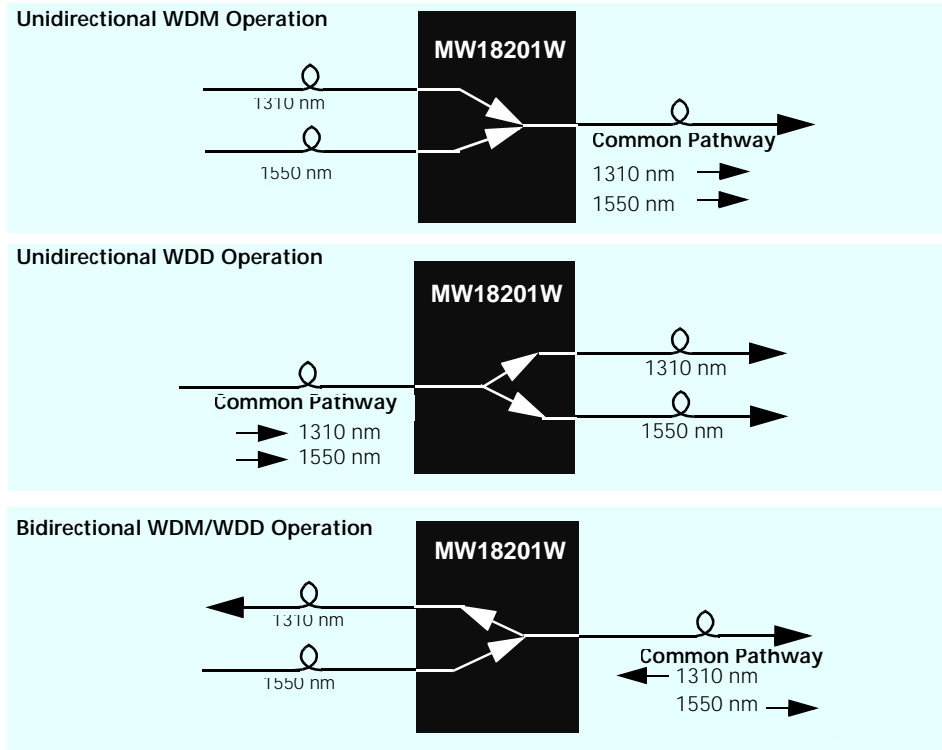 Unidirectional WDM Operation
MW18201W
1310 nm
1550 nm
Common Pathway
1310 nm
1550 nm
Unidirectional WDD Operation
MW18201W
Common Pathway
1310 nm
1550 nm
1310 nm
1550 nm
Bidirectional WDM/WDD Operation
MW18201W
1310 nm
1550 nm
Common Pathway
1310 nm
1550 nm